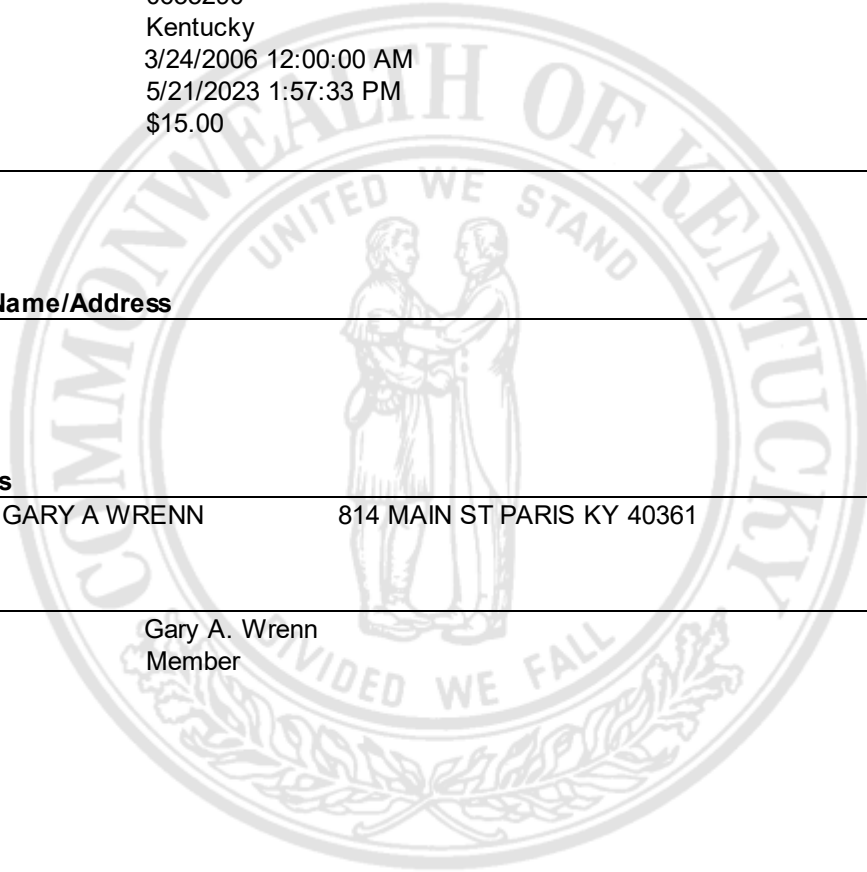 Kentucky
3/24/2006 12:00:00 AM
5/21/2023 1:57:33 PM
$15.00
COMMONWEALTH OF KENTUCKY
UNITED WE STAND
Name/Address
s
GARY A WRENN 814 MAIN ST PARIS KY 40361
Gary A. Wrenn
Member
DIVIDED WE FALL